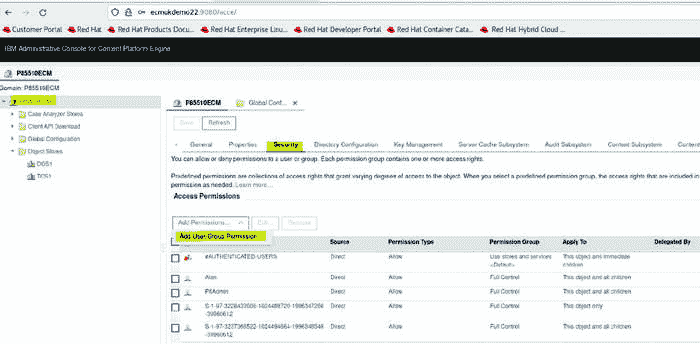 ecmukdemo22:9080/acce/
Customer Portal Red Hat Red Hat Products Docu... Red Hat Enterprise Linu... Red Hat Developer Portal Red Hat Container Cata... Red Hat Hybrid Cloud ...
IBM Administrative Console for Content Platform Engine
P85510ECM
Domain: P85510ECM
P85510ECM Global Conf... ×
Case Analyzer Stores
Client API Download
Global Configuration
Object Stores
Save Refresh
General Properties Security Directory Configuration Key Management Server Cache Subsystem Audit Subsystem Content Subsystem Content
You can allow or deny permissions to a user or group. Each permission group contains one or more access rights.
Predefined permissions are collections of access rights that grant varying degrees of access to the object. When you select a predefined permission group, the access rights that are included in
permission as needed. Learn more...
Access Permissions
Add Permissions... Edit... Remove
Add User/Group Permission
Source Permission Type Permission Group Apply To Delegated By
#AUTHENTICATED-USERS Direct Allow Use stores and services <Default> This object and immediate children
Direct Allow Full Control This object and all children
P8Admin Direct Allow Full Control This object and all children
Direct Allow Full Control This object only
Direct Allow Full Control This object and all children